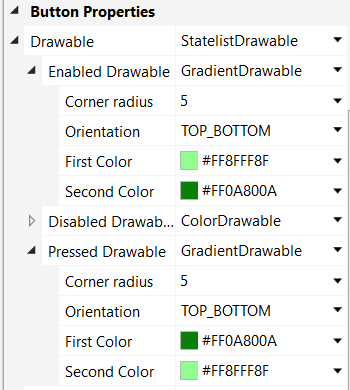 Button Properties
Drawable StatelistDrawable
Enabled Drawable GradientDrawable
Corner radius 5
Orientation TOP_BOTTOM
First Color #FF8FFF8F
Second Color #FF0A800A
Disabled Drawab... ColorDrawable
Pressed Drawable GradientDrawable
Corner radius 5
Orientation TOP_BOTTOM
First Color #FF0A800A
Second Color #FF8FFF8F